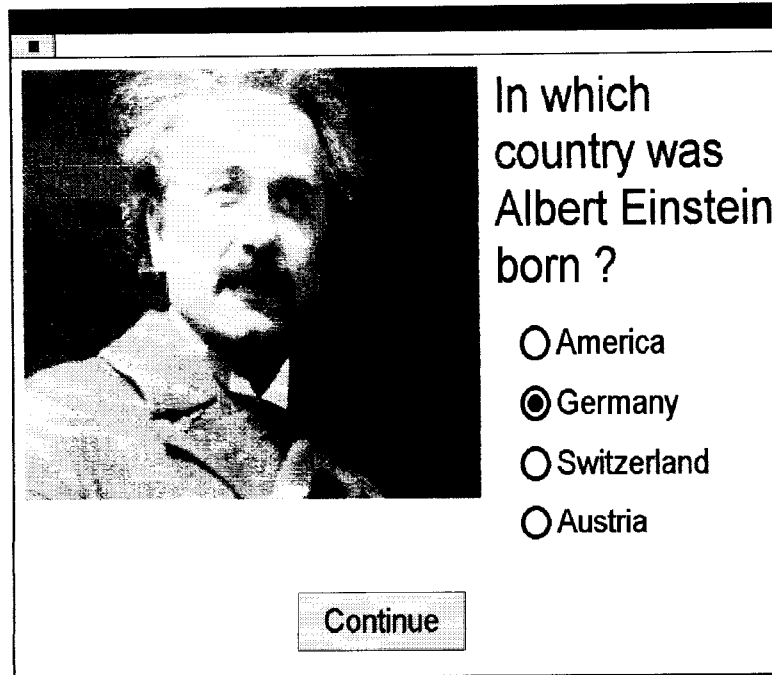 In which
country was
Albert Einstein
born ?
America
Germany
Switzerland
Austria
Continue